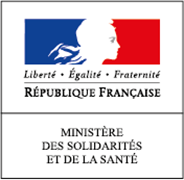 Liberté • Égalité • Fraternité
RÉPUBLIQUE FRANÇAISE
MINISTÈRE
DES SOLIDARITÉS
ET DE LA SANTÉ